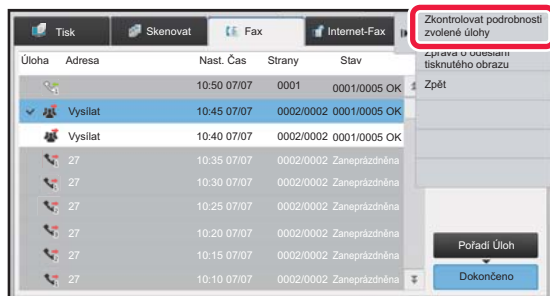 Tisk
Skenovat
Fax
Internet-Fax
Zkontrolovat podrobnosti
zvolené úlohy
Zpráva o odeslání
tisknutého obrazu
Zpět
Úloha Adresa Nast. Čas Strany Stav
10:50 07/07 0001 0001/0005 OK
Vysílat 10:45 07/07 0002/0002 0001/0005 OK
Vysílat 10:40 07/07 0002/0002 0001/0005 OK
27 10:35 07/07 0002/0002 Zaneprázdněna
27 10:30 07/07 0002/0002 Zaneprázdněna
27 10:25 07/07 0002/0002 Zaneprázdněna
27 10:20 07/07 0002/0002 Zaneprázdněna
27 10:15 07/07 0002/0002 Zaneprázdněna
27 10:10 07/07 0002/0002 Zaneprázdněna
Pořadí Úloh
Dokončeno